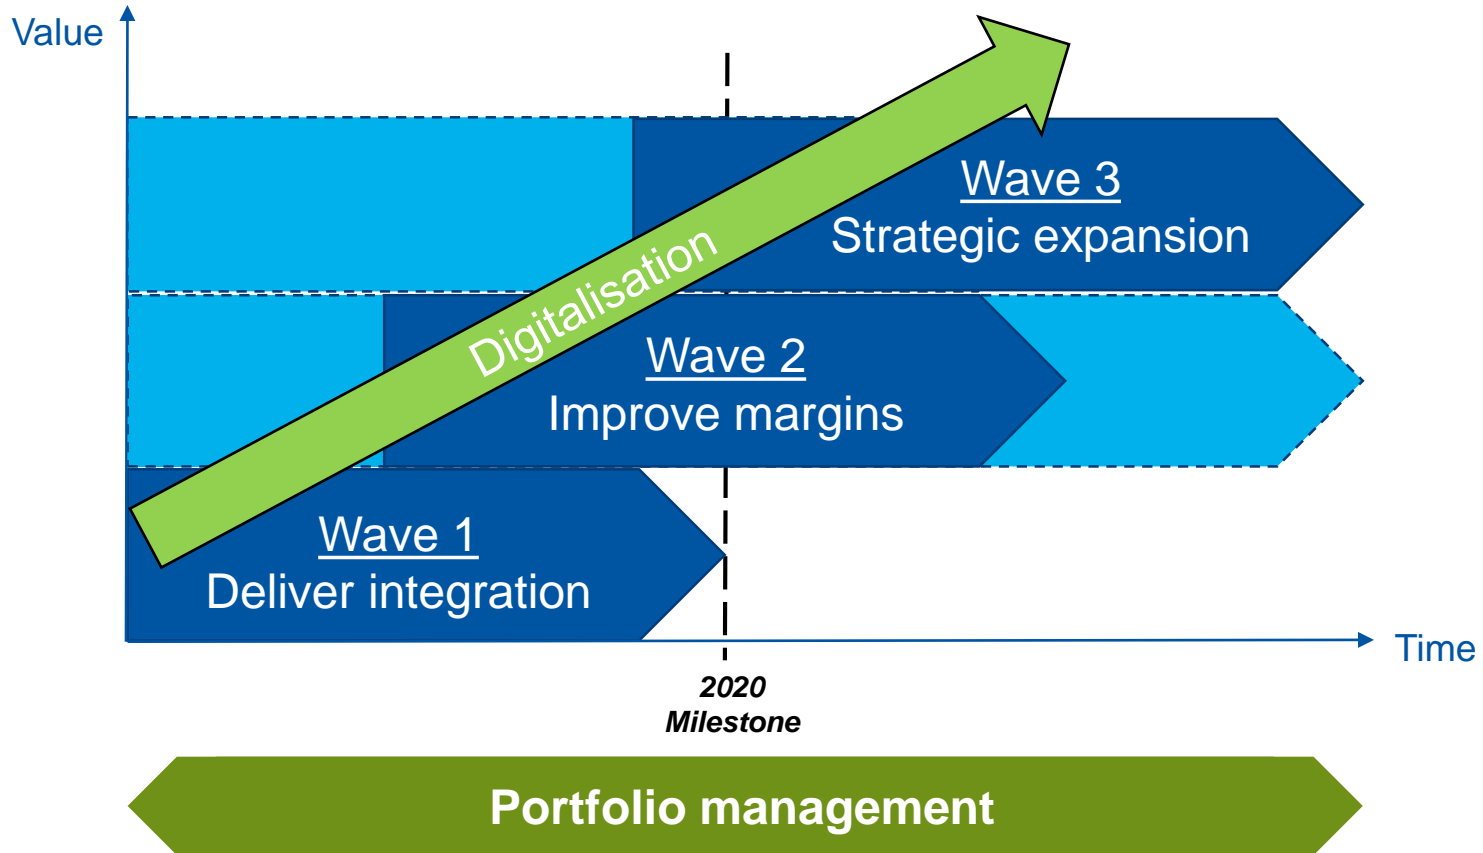 Value
Wave 3
Strategic expansion
Digitalisation
Wave 2
Improve margins
Wave 1
Deliver integration
Time
2020
Milestone
Portfolio management